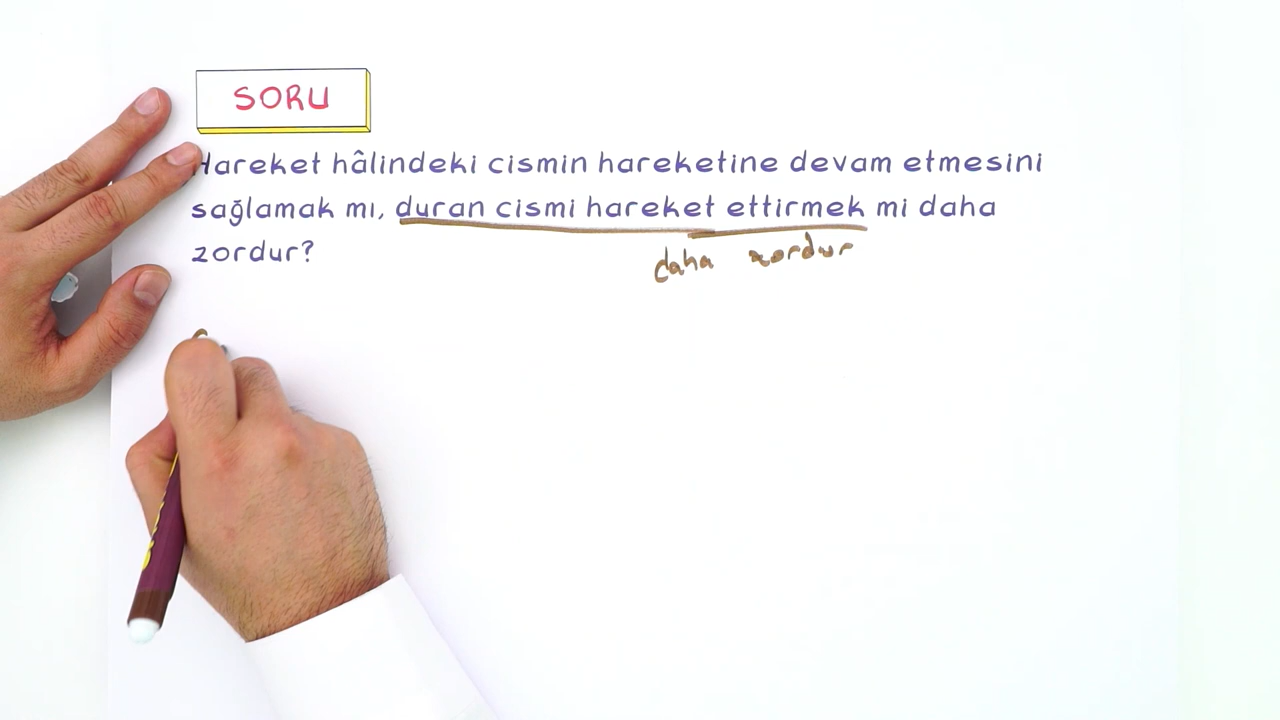 SORU
Hareket hâlindeki cismin hareketine devam etmesini
sağlamak mı, duran cismi hareket ettirmek mi daha
zordur?
daha zordur